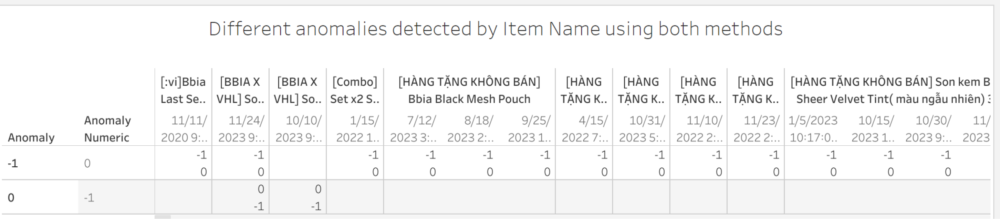 Different anomalies detected by Item Name using both methods
[:vi]Bbia [BBIA X [BBIA X [Combo] [HÀNG TẶNG KHÔNG BÁN] [HÀNG [HÀNG [HÀNG [HÀNG [HÀNG TẶNG KHÔNG BÁN] Son kem B
Last Se.. VHL] So.. VHL] So.. Set x2 S.. Bbia Black Mesh Pouch TẶNG K.. TẶNG K.. TẶNG K.. TẶNG K.. Sheer Velvet Tint( màu ngẫu nhiên) 3
Anomaly 11/11/ 11/24/ 10/10/ 1/15/ 7/12/ 8/18/ 9/25/ 4/15/ 10/31/ 11/10/ 11/23/ 1/5/2023 10/15/ 10/30/ 11/
Anomaly Numeric 2020 9:.. 2023 9:.. 2023 9:.. 2022 1.. 2023 3:.. 2023 2:.. 2023 1.. 2022 7:.. 2023 5:.. 2022 2:.. 2022 2:.. 10:17:0.. 2023 1.. 2023 9:.. 2023
-1 0 -1 -1 -1 -1 -1 -1 -1 -1 -1 -1 -1 -1 -1
0 0 0 0 0 0 0 0 0 0 0 0 0
0 -1 0 0
-1 -1